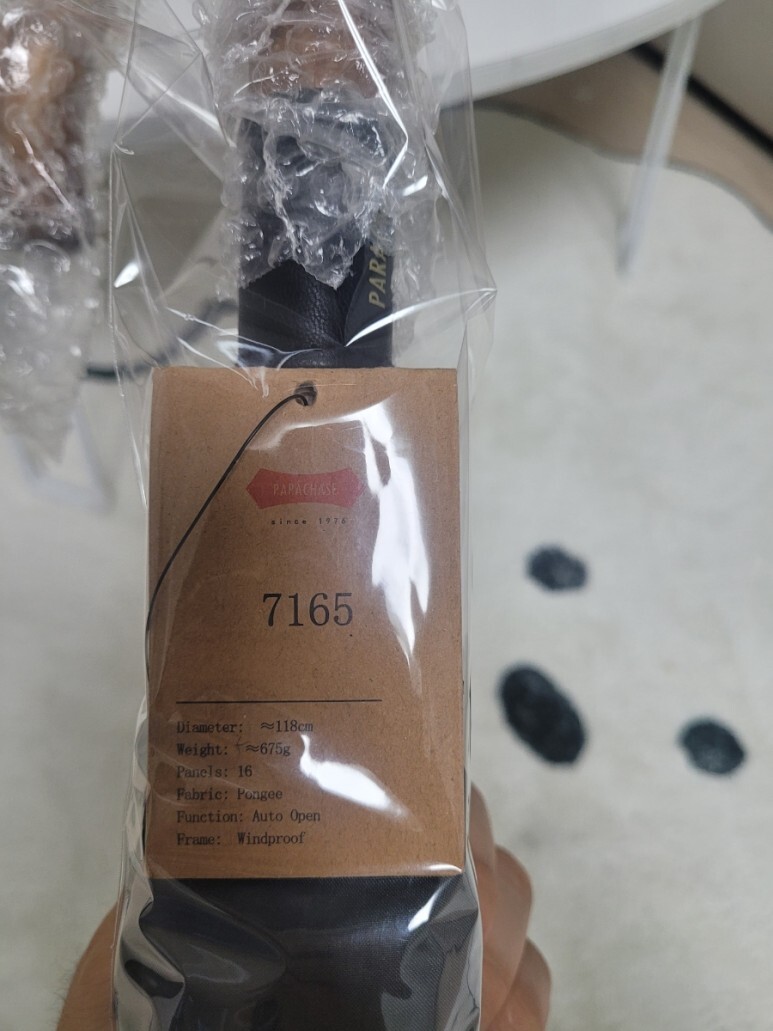 PARA
PARACHASE
since 1976
7165
Diameter: ≈118cm
Weight: ≈675g
Panels: 16
Fabric: Pongee
Function: Auto Open
Frame: Windproof